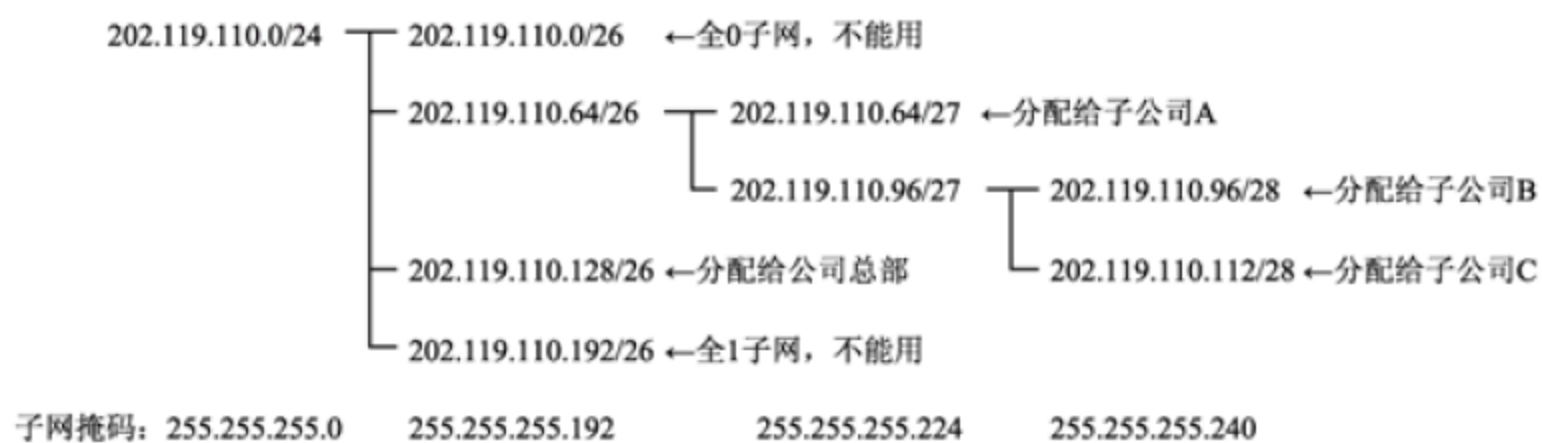 202.119.110.0/24 202.119.110.0/26 ←全0子网，不能用
202.119.110.64/26 202.119.110.64/27 ←分配给子公司A
202.119.110.96/27 202.119.110.96/28 ←分配给子公司B
202.119.110.128/26 ←分配给公司总部 202.119.110.112/28 ←分配给子公司C
202.119.110.192/26 ←全1子网，不能用
子网掩码：255.255.255.0 255.255.255.192 255.255.255.224 255.255.255.240